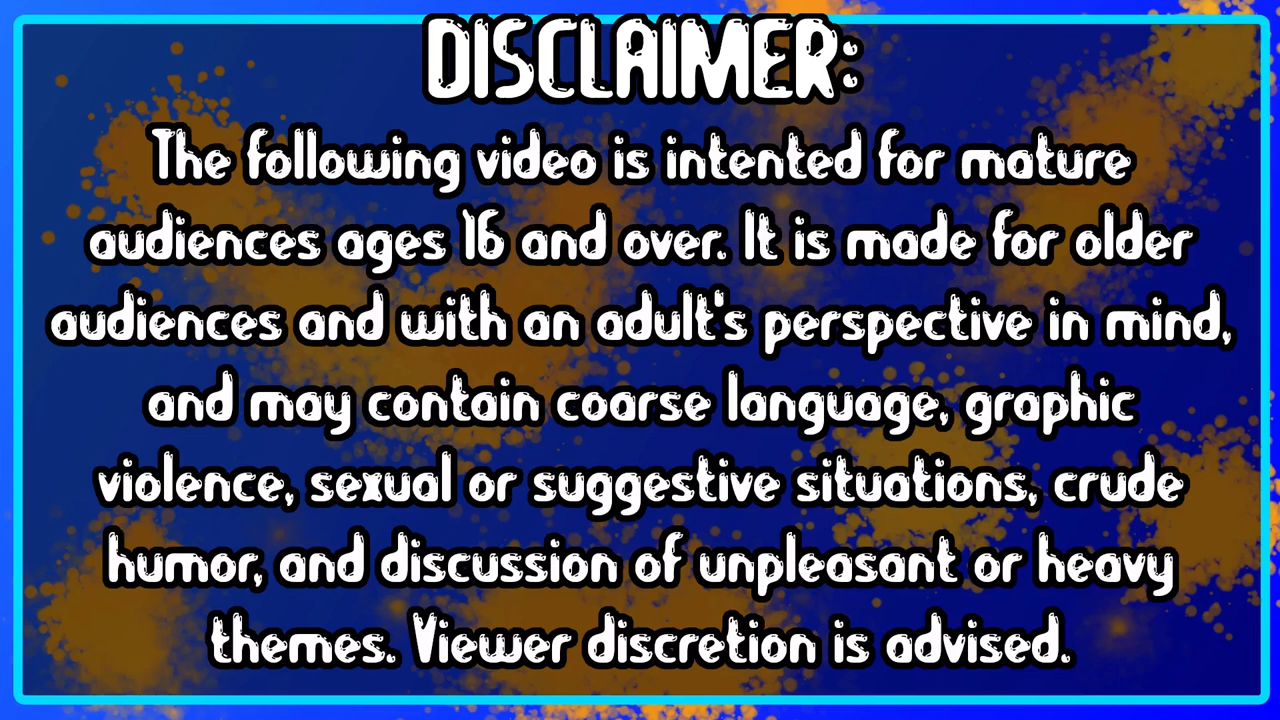 DISCLAIMER:
The following video is intented for mature
audiences ages 16 and over. It is made for older
audiences and with an adult's perspective in mind,
and may contain coarse language, graphic
violence, sexual or suggestive situations, crude
humor, and discussion of unpleasant or heavy
themes. Viewer discretion is advised.